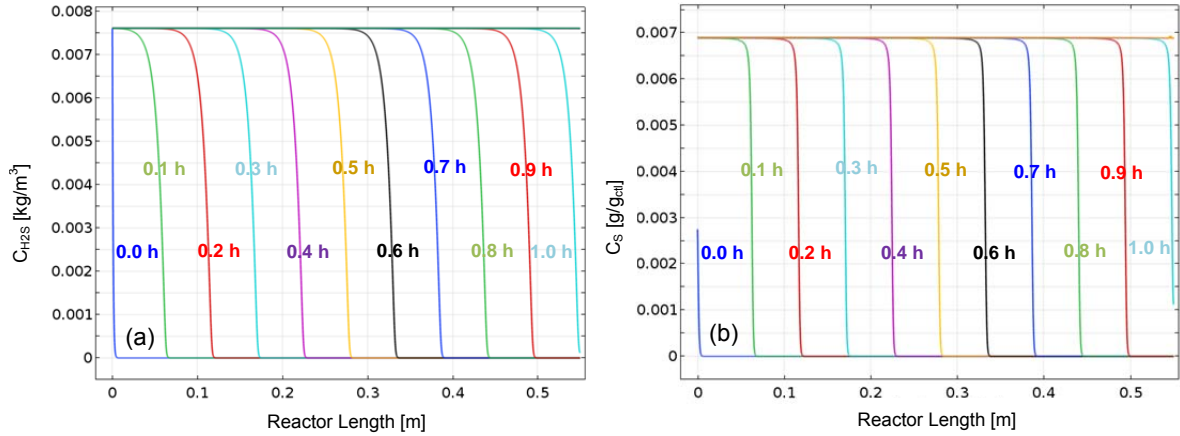 0.008
0.007
0.006
0.005
0.004
0.003
0.002
0.001
0
C_H2S [kg/m³]
0.1 h
0.3 h
0.5 h
0.7 h
0.9 h
0.0 h
0.2 h
0.4 h
0.6 h
0.8 h
1.0 h
(a)
0 0.1 0.2 0.3 0.4 0.5
Reactor Length [m]
0.007
0.006
0.005
0.004
0.003
0.002
0.001
0
C_S [g/g_ctl]
0.1 h
0.3 h
0.5 h
0.7 h
0.9 h
0.0 h
0.2 h
0.4 h
0.6 h
0.8 h
1.0 h
(b)
0 0.1 0.2 0.3 0.4 0.5
Reactor Length [m]